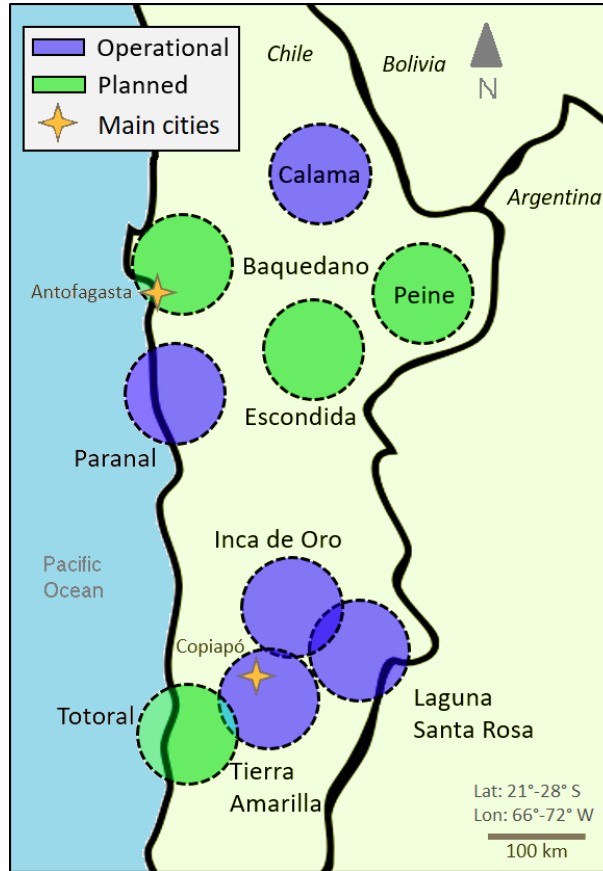 Operational
Planned
Main cities
Chile
Bolivia
N
Argentina
Calama
Baquedano
Antofagasta
Peine
Escondida
Paranal
Inca de Oro
Pacific
Ocean
Copiapó
Laguna
Santa Rosa
Totoral
Tierra
Amarilla
Lat: 21°-28° S
Lon: 66°-72° W
100 km